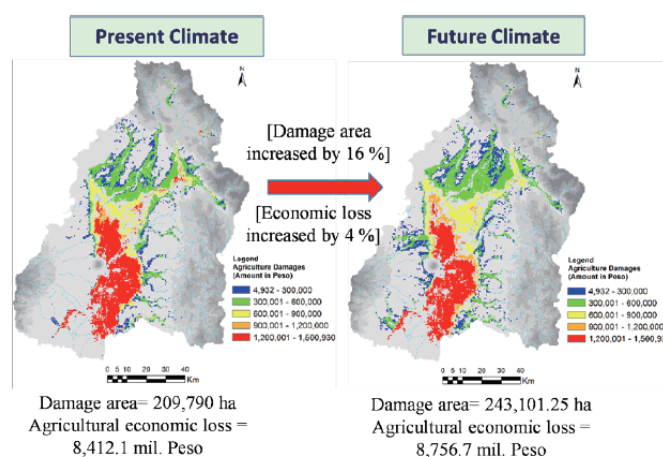 Present Climate
Future Climate
N
N
[Damage area
increased by 16 %]
[Economic loss
increased by 4 %]
Legend
Agriculture Damages
(Amount in Peso)
4,932 - 300,000
300,001 - 600,000
600,001 - 900,000
900,001 - 1,200,000
1,200,001 - 1,500,930
0 5 10 20 30 40
Km
Legend
Agriculture Damages
(Amount in Peso)
4,932 - 300,000
300,001 - 600,000
600,001 - 900,000
900,001 - 1,200,000
1,200,001 - 1,500,930
0 5 10 20 30 40
Km
Damage area= 209,790 ha
Agricultural economic loss =
8,412.1 mil. Peso
Damage area= 243,101.25 ha
Agricultural economic loss =
8,756.7 mil. Peso